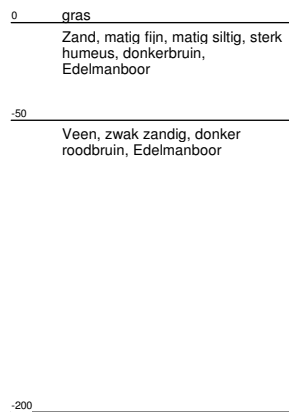 0 gras
Zand, matig fijn, matig siltig, sterk
humeus, donkerbruin,
Edelmanboor
-50
Veen, zwak zandig, donker
roodbruin, Edelmanboor
-200